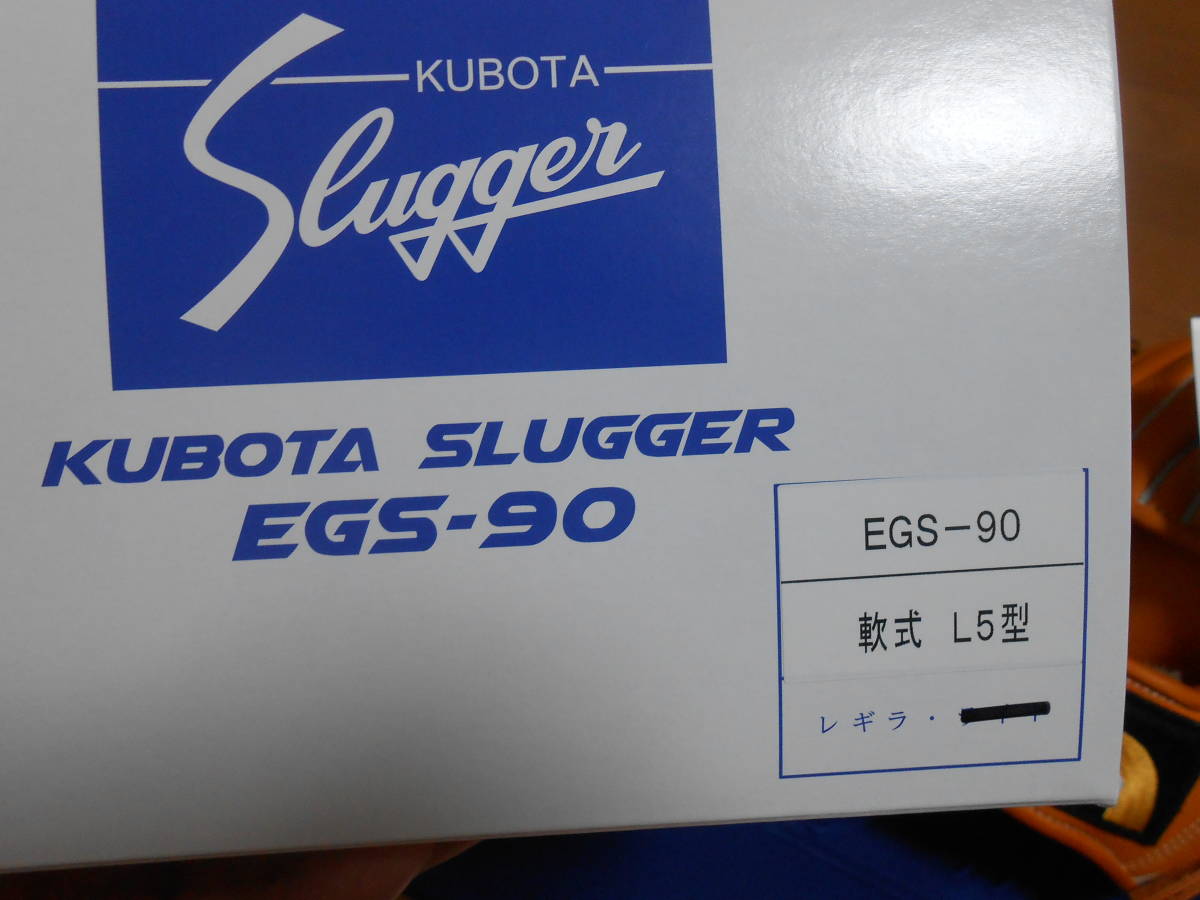 KUBOTA
Slugger
KUBOTA SLUGGER
EGS-90
EGS-90
軟式 L5型
レギラ・